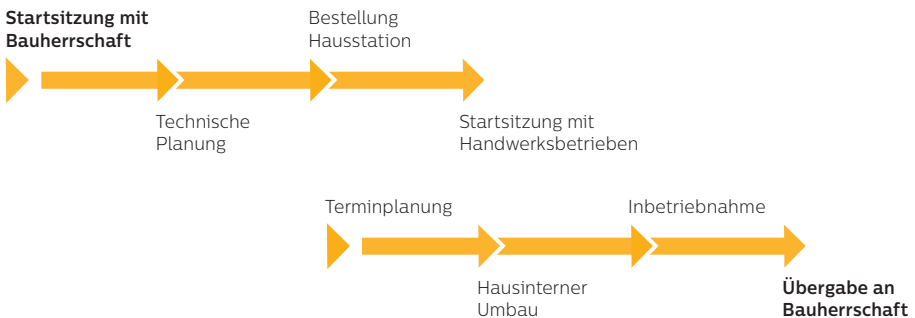 Startsitzung mit
Bauherrschaft
Technische
Planung
Bestellung
Hausstation
Startsitzung mit
Handwerksbetrieben
Terminplanung
Hausinterner
Umbau
Inbetriebnahme
Übergabe an
Bauherrschaft